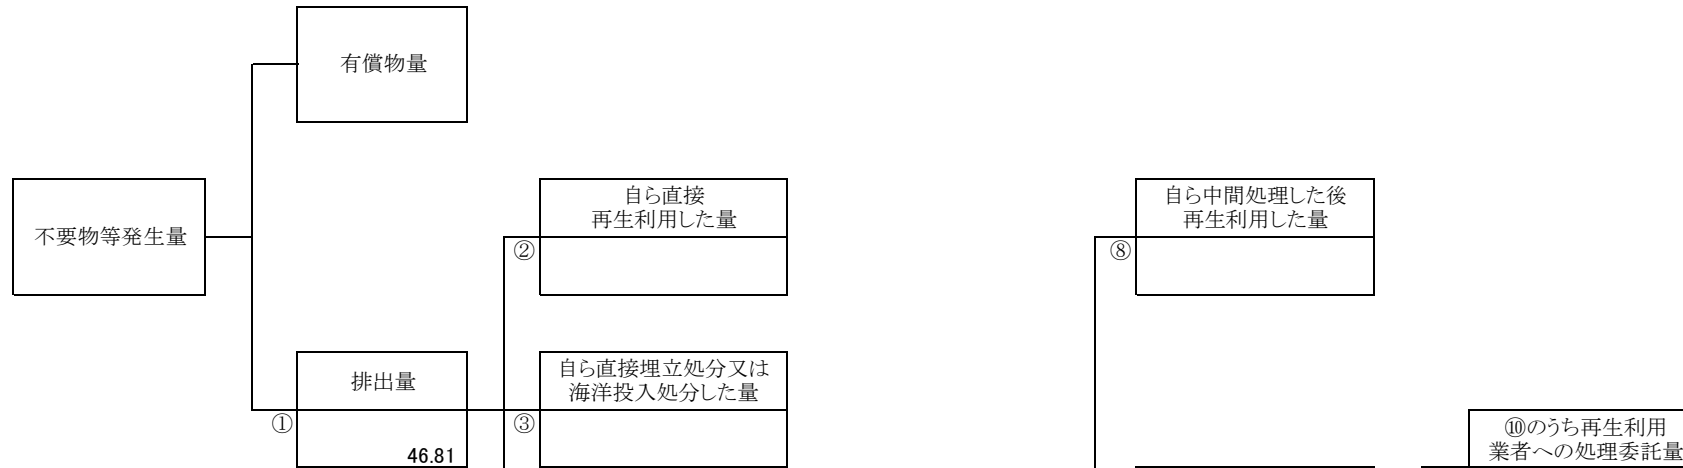 有償物量
不要物等発生量
自ら直接
再生利用した量
②
自ら中間処理した後
再生利用した量
⑧
排出量
①
46.81
自ら直接埋立処分又は
海洋投入処分した量
③
⑩のうち再生利用
業者への処理委託量